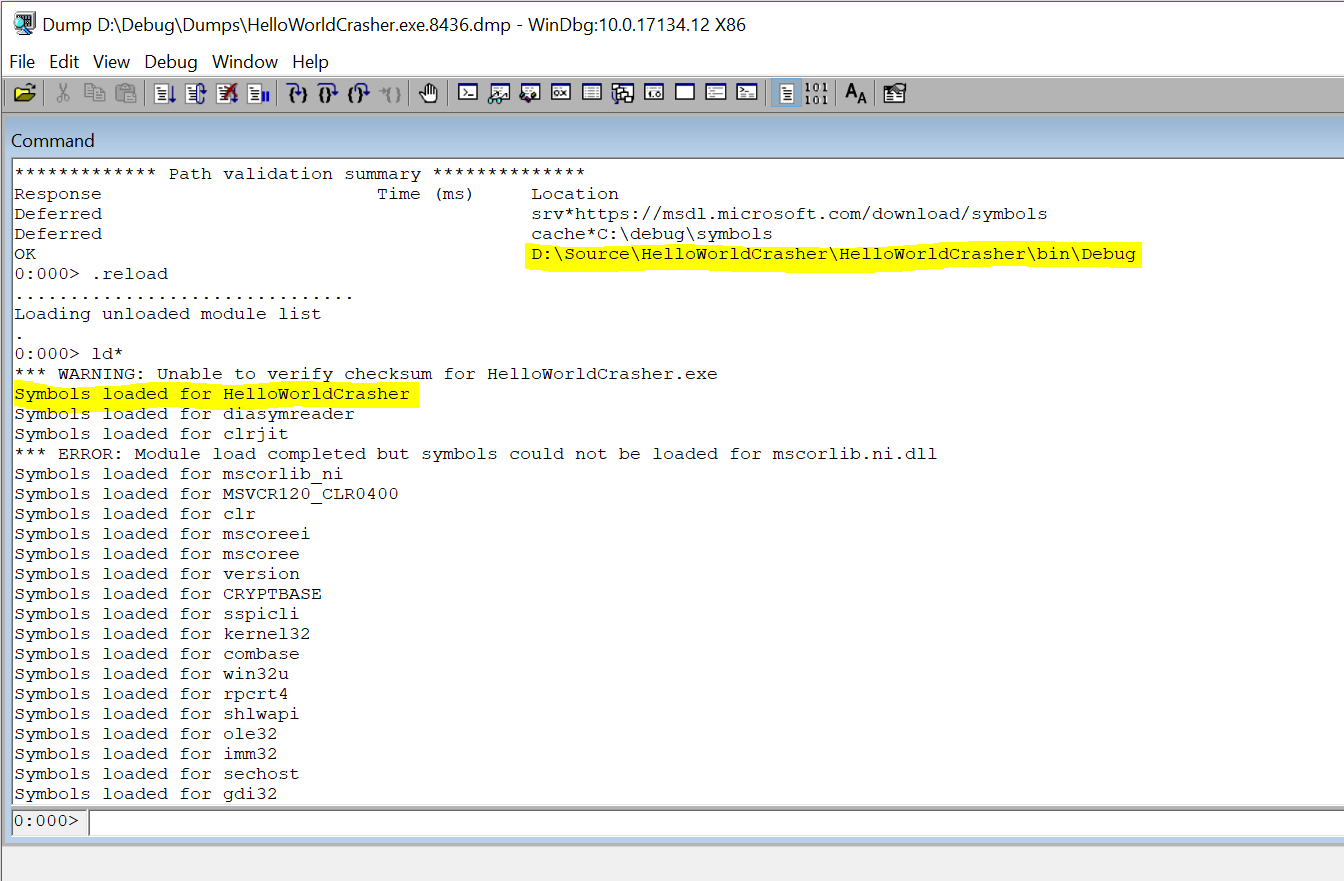 Dump D:\Debug\Dumps\HelloWorldCrasher.exe.8436.dmp - WinDbg:10.0.17134.12 X86
File Edit View Debug Window Help
Command
************* Path validation summary **************
Response Time (ms) Location
Deferred srv*https://msdl.microsoft.com/download/symbols
Deferred cache*C:\debug\symbols
OK D:\Source\HelloWorldCrasher\HelloWorldCrasher\bin\Debug
0:000> .reload
...............................
Loading unloaded module list
.
0:000> ld*
*** WARNING: Unable to verify checksum for HelloWorldCrasher.exe
Symbols loaded for HelloWorldCrasher
Symbols loaded for diasymreader
Symbols loaded for clrjit
*** ERROR: Module load completed but symbols could not be loaded for mscorlib.ni.dll
Symbols loaded for mscorlib_ni
Symbols loaded for MSVCR120_CLR0400
Symbols loaded for clr
Symbols loaded for mscoreei
Symbols loaded for mscoree
Symbols loaded for version
Symbols loaded for CRYPTBASE
Symbols loaded for sspicli
Symbols loaded for kernel32
Symbols loaded for combase
Symbols loaded for win32u
Symbols loaded for rpcrt4
Symbols loaded for shlwapi
Symbols loaded for ole32
Symbols loaded for imm32
Symbols loaded for sechost
Symbols loaded for gdi32
0:000>